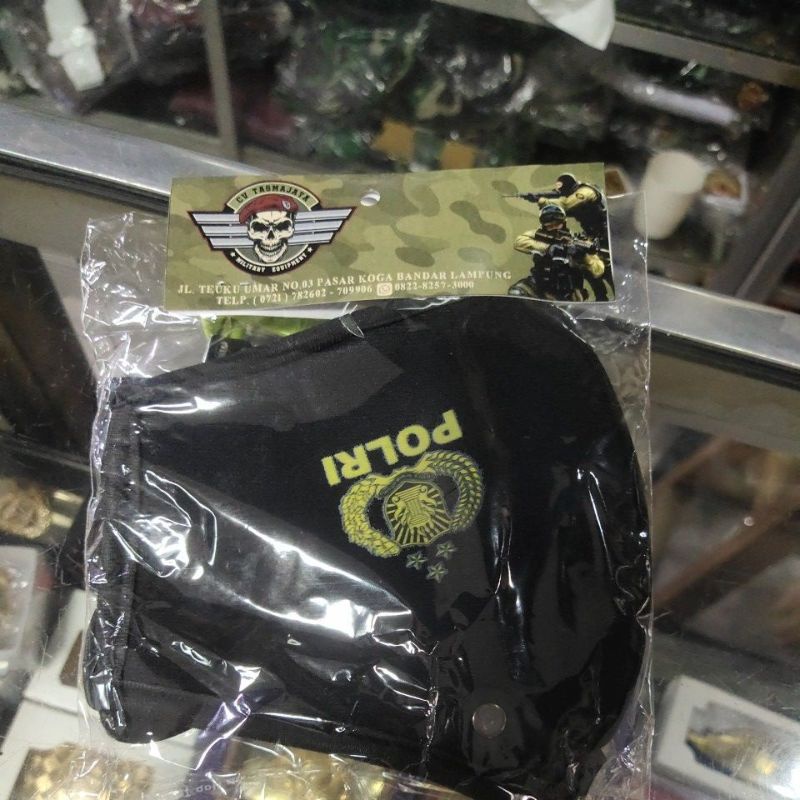 CV TASMAJAYA
MILITARY EQUIPMENT
JL. TEUKU UMAR NO.03 PASAR KOGA BANDAR LAMPUNG
TELP. ( 0721 ) 782602 - 709906 0822-8257-3000
POLRI